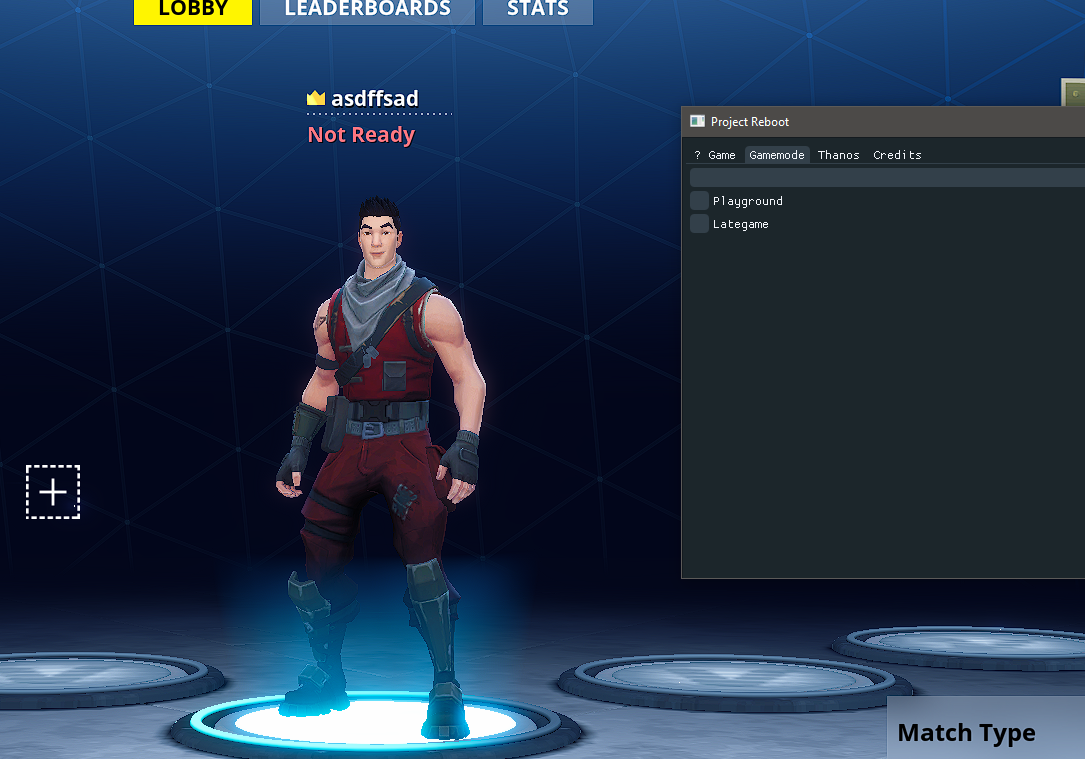 LOBBY LEADERBOARDS STATS
asdffsad
Not Ready
Project Reboot
? Game Gamemode Thanos Credits
Playground
Lategame
Match Type